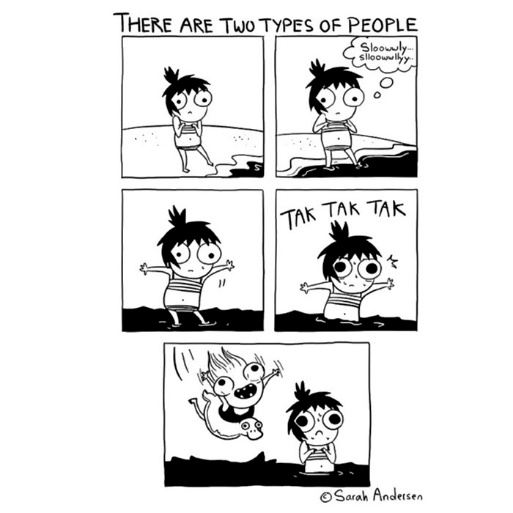 THERE ARE TWO TYPES OF PEOPLE
Sloowwly...
slloowwllyy..
TAK TAK TAK
© Sarah Andersen